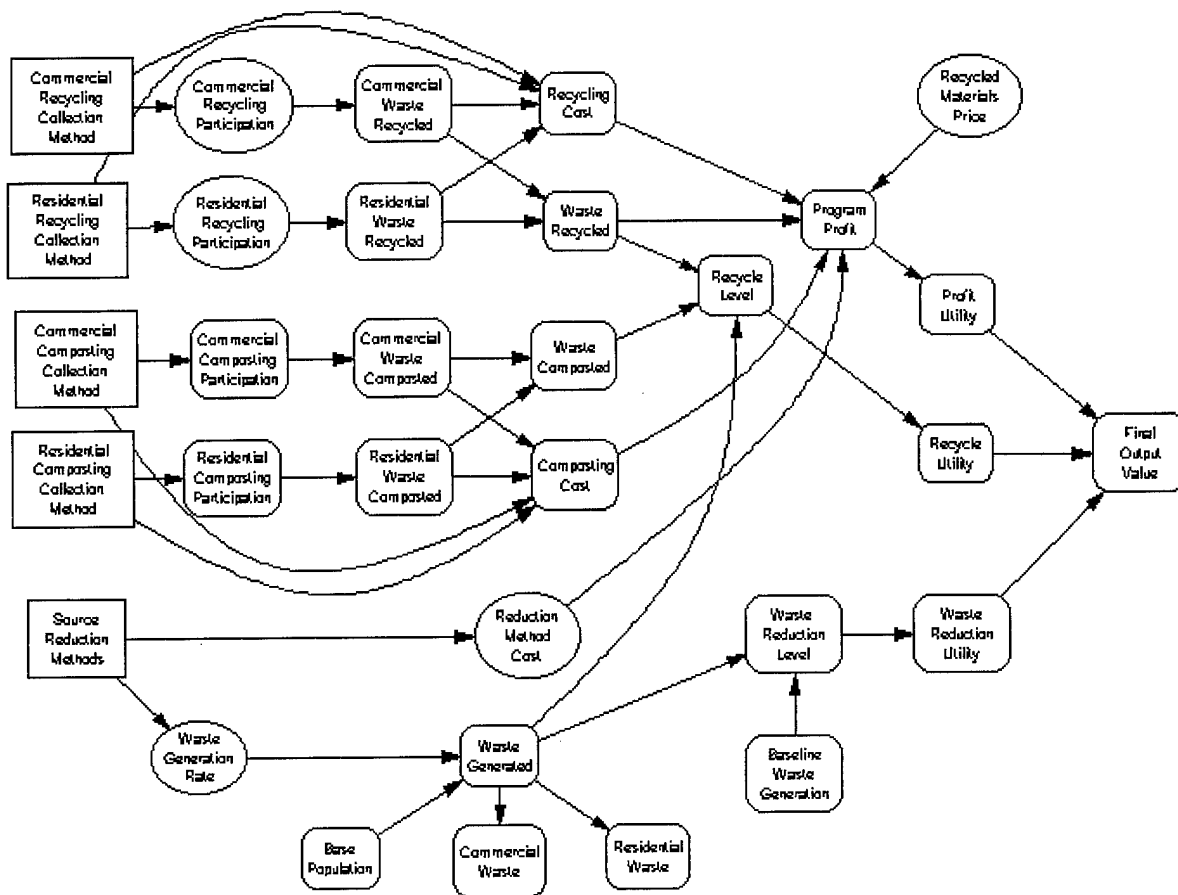 Commercial
Recycling
Collection
Method
Commercial
Recycling
Participation
Commercial
Waste
Recycled
Recycling
Cost
Recycled
Materials
Price
Residential
Recycling
Collection
Method
Residential
Recycling
Participation
Residential
Waste
Recycled
Waste
Recycled
Program
Profit
Recycle
Level
Profit
Utility
Commercial
Composting
Collection
Method
Commercial
Composting
Participation
Commercial
Waste
Composted
Waste
Composted
Residential
Composting
Collection
Method
Residential
Composting
Participation
Residential
Waste
Composted
Composting
Cost
Recycle
Utility
Final
Output
Value
Source
Reduction
Methods
Reduction
Method
Cost
Waste
Reduction
Level
Waste
Reduction
Utility
Waste
Generation
Rate
Waste
Generated
Baseline
Waste
Generation
Base
Population
Commercial
Waste
Residential
Waste